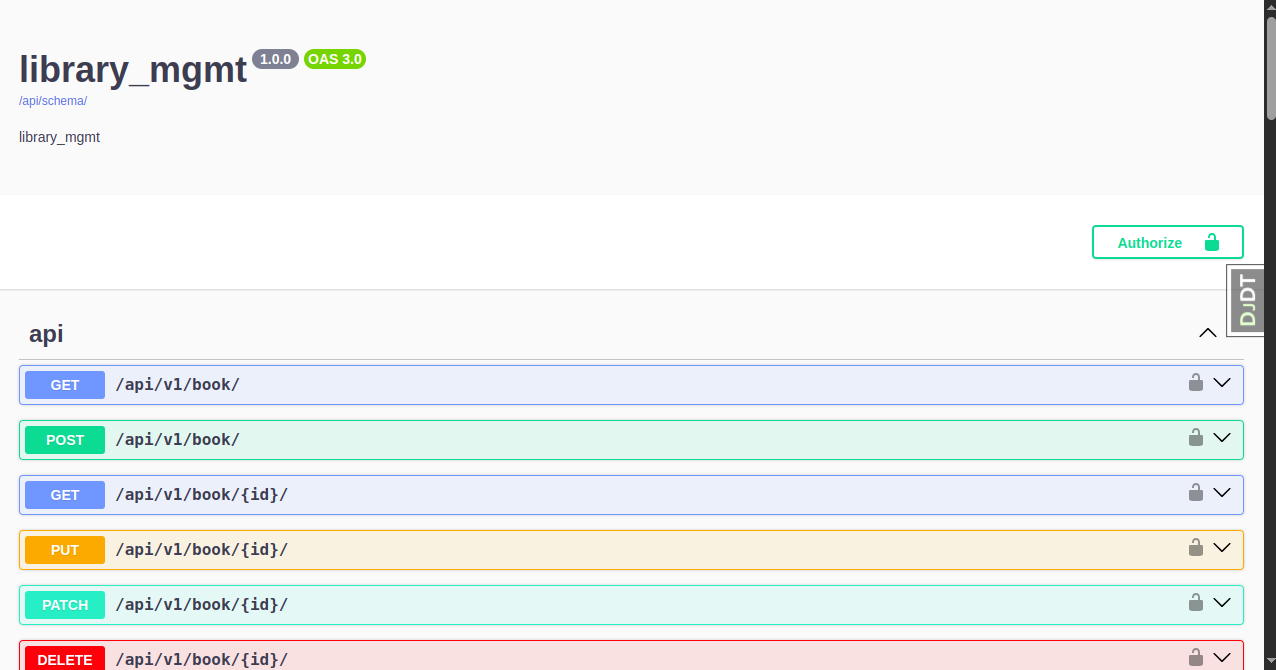 library_mgmt 1.0.0 OAS 3.0
/api/schema/
library_mgmt
Authorize
DJDT
api
GET /api/v1/book/
POST /api/v1/book/
GET /api/v1/book/{id}/
PUT /api/v1/book/{id}/
PATCH /api/v1/book/{id}/
DELETE /api/v1/book/{id}/